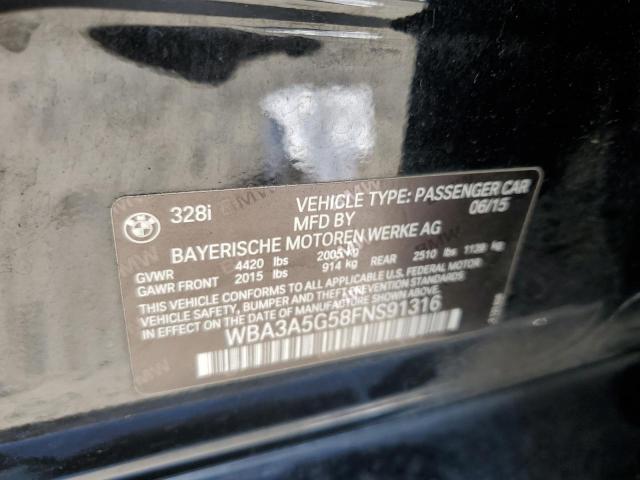 328i
VEHICLE TYPE: PASSENGER CAR
MFD BY 06/15
BAYERISCHE MOTOREN WERKE AG
GVWR 4420 lbs 2005 kg
GAWR FRONT 2015 lbs 914 kg REAR 2510 lbs 1139 kg
THIS VEHICLE CONFORMS TO ALL APPLICABLE U.S. FEDERAL MOTOR
VEHICLE SAFETY, BUMPER AND THEFT PREVENTION STANDARDS
IN EFFECT ON THE DATE OF MANUFACTURE SHOWN ABOVE.
WBA3A5G58FNS91316